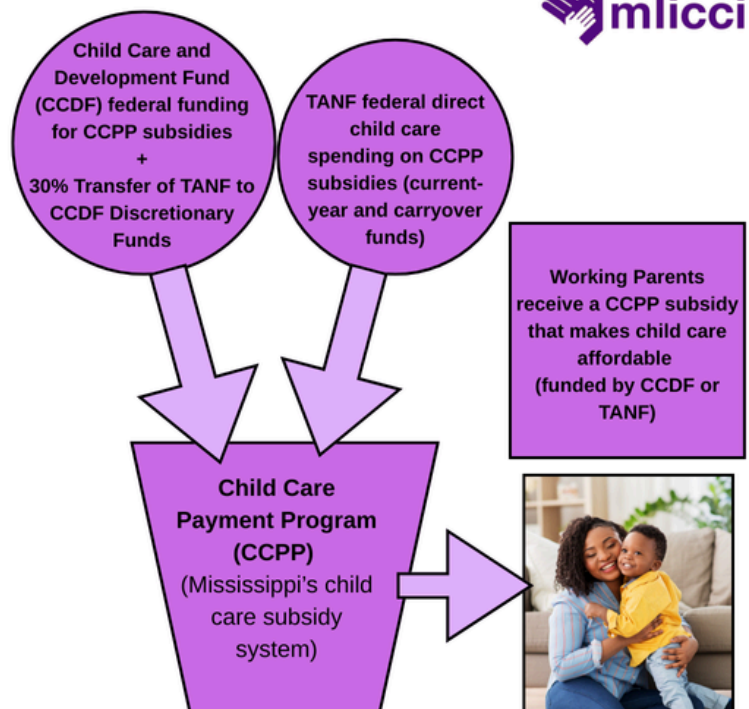 mlicci
Child Care and
Development Fund
(CCDF) federal funding
for CCPP subsidies
+
30% Transfer of TANF to
CCDF Discretionary
Funds
TANF federal direct
child care
spending on CCPP
subsidies (current-
year and carryover
funds)
Working Parents
receive a CCPP subsidy
that makes child care
affordable
(funded by CCDF or
TANF)
Child Care
Payment Program
(CCPP)
(Mississippi's child
care subsidy
system)